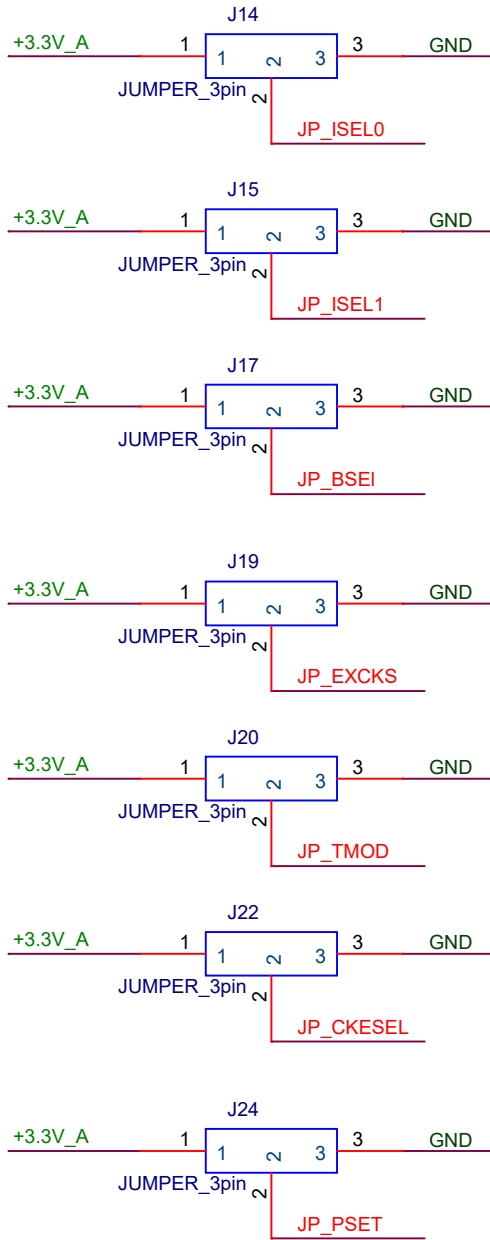 J14
+3.3V_A 1 1 2 3 3 GND
JUMPER_3pin 2
JP_ISEL0
J15
+3.3V_A 1 1 2 3 3 GND
JUMPER_3pin 2
JP_ISEL1
J17
+3.3V_A 1 1 2 3 3 GND
JUMPER_3pin 2
JP_BSEl
J19
+3.3V_A 1 1 2 3 3 GND
JUMPER_3pin 2
JP_EXCKS
J20
+3.3V_A 1 1 2 3 3 GND
JUMPER_3pin 2
JP_TMOD
J22
+3.3V_A 1 1 2 3 3 GND
JUMPER_3pin 2
JP_CKESEL
J24
+3.3V_A 1 1 2 3 3 GND
JUMPER_3pin 2
JP_PSET